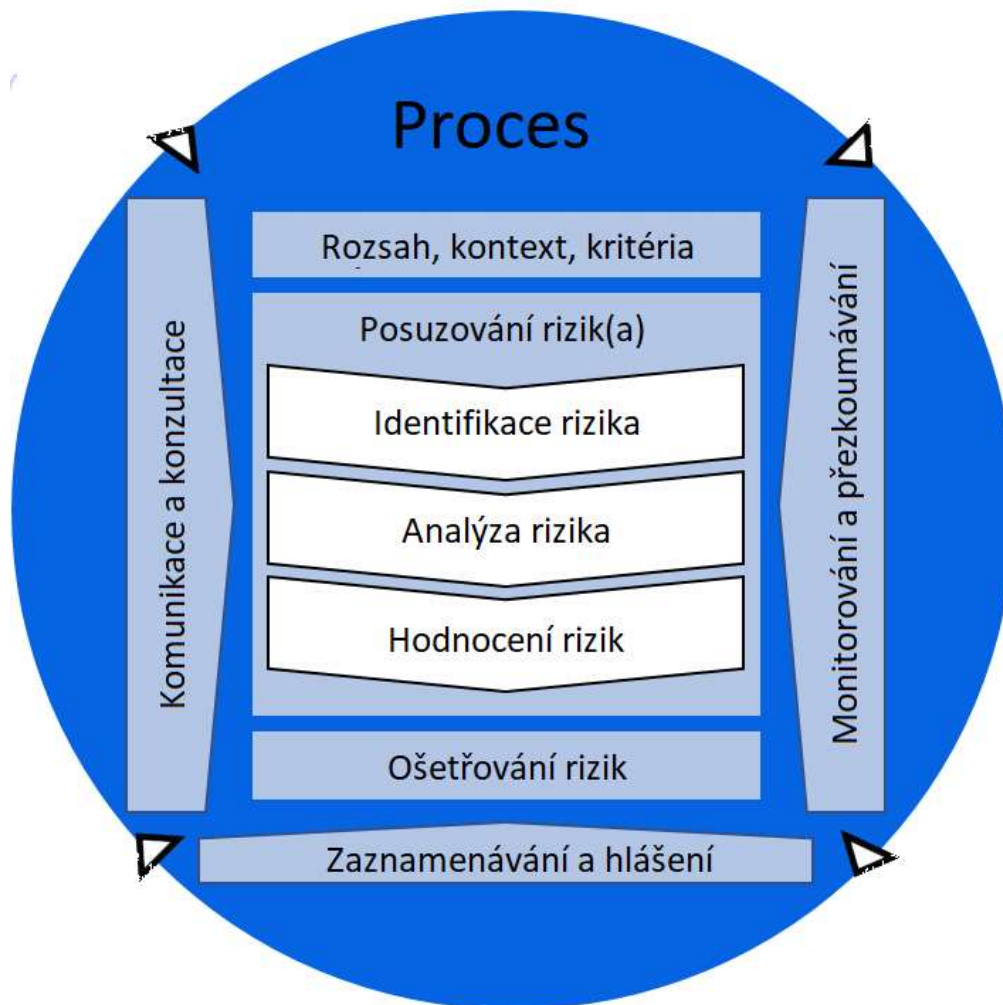 Proces
Rozsah, kontext, kritéria
Posuzování rizik(a)
Identifikace rizika
Analýza rizika
Hodnocení rizik
Ošetřování rizik
Zaznamenávání a hlášení
Komunikace a konzultace
Monitorování a přezkoumávání